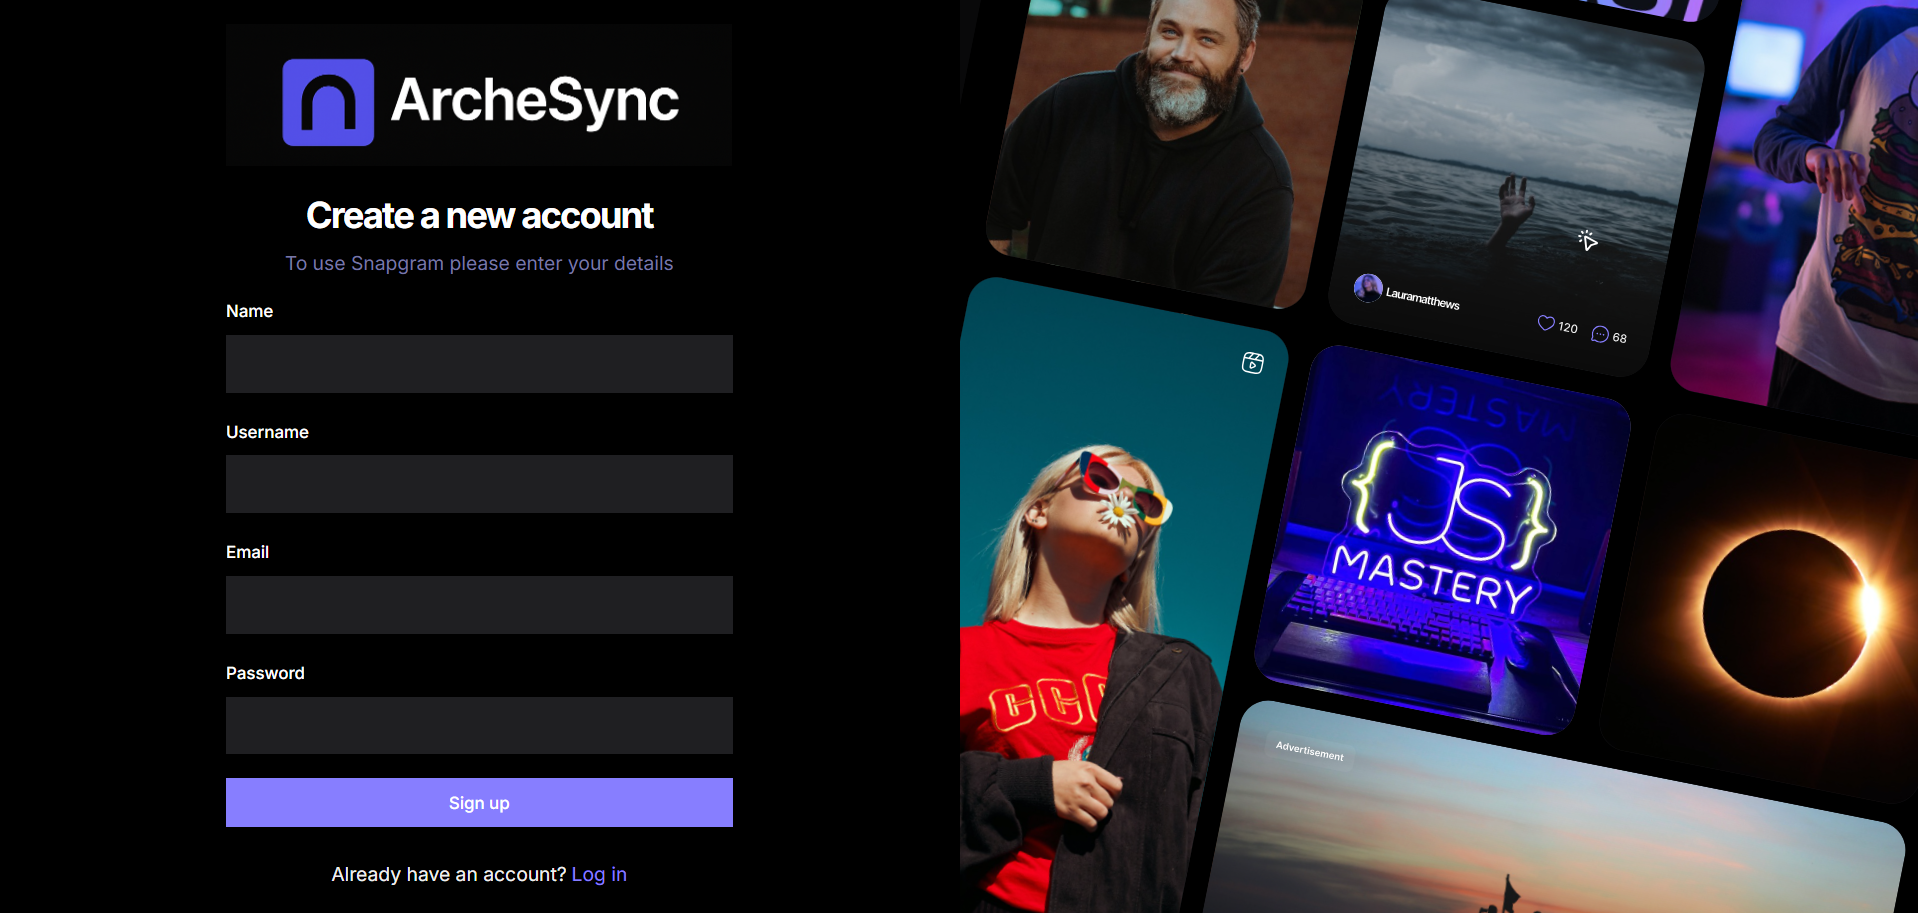 ArcheSync
Create a new account
To use Snapgram please enter your details
Name
Username
Email
Password
Sign up
Already have an account? Log in
Lauramatthews
120
68
MASTERY
{JS}
MASTERY
CCC
Advertisement